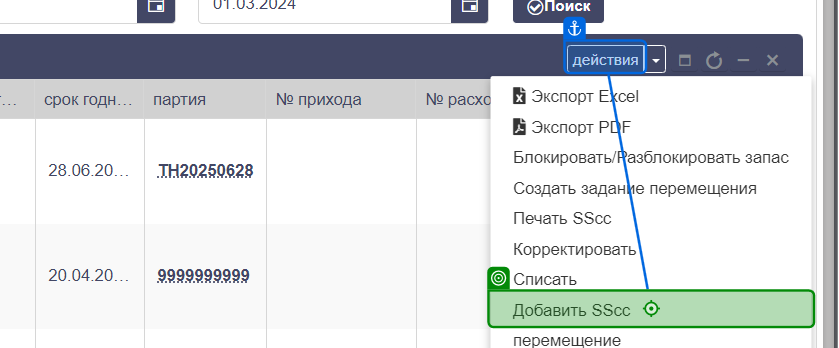 01.03.2024 Поиск
действия
т... срок годн... партия № прихода № расхо
Экспорт Excel
Экспорт PDF
28.06.20... TH20250628 Блокировать/Разблокировать запас
Создать задание перемещения
Печать SScc
Корректировать
20.04.20... 9999999999 Списать
Добавить SScc
перемещение